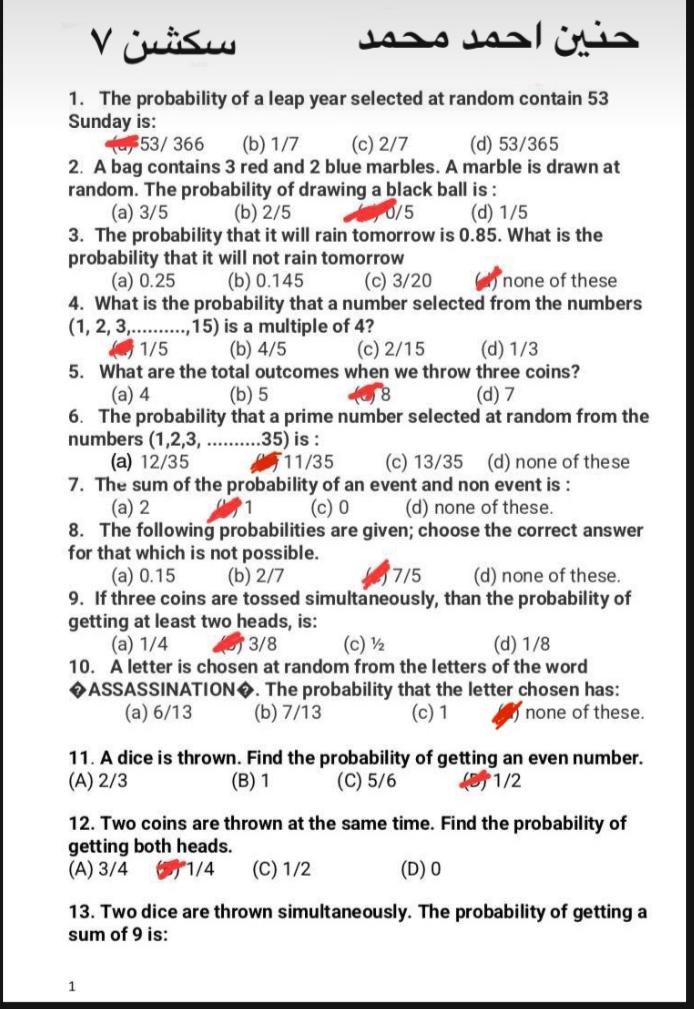 حنين احمد محمد سكشن ٧
1. The probability of a leap year selected at random contain 53
Sunday is:
53/ 366 (b) 1/7 (c) 2/7 (d) 53/365
2. A bag contains 3 red and 2 blue marbles. A marble is drawn at
random. The probability of drawing a black ball is :
(a) 3/5 (b) 2/5 0/5 (d) 1/5
3. The probability that it will rain tomorrow is 0.85. What is the
probability that it will not rain tomorrow
(a) 0.25 (b) 0.145 (c) 3/20 none of these
4. What is the probability that a number selected from the numbers
(1, 2, 3,..........,15) is a multiple of 4?
1/5 (b) 4/5 (c) 2/15 (d) 1/3
5. What are the total outcomes when we throw three coins?
(a) 4 (b) 5 8 (d) 7
6. The probability that a prime number selected at random from the
numbers (1,2,3, ..........35) is :
(a) 12/35 11/35 (c) 13/35 (d) none of these
7. The sum of the probability of an event and non event is :
(a) 2 1 (c) 0 (d) none of these.
8. The following probabilities are given; choose the correct answer
for that which is not possible.
(a) 0.15 (b) 2/7 7/5 (d) none of these.
9. If three coins are tossed simultaneously, than the probability of
getting at least two heads, is:
(a) 1/4 3/8 (c) ½ (d) 1/8
10. A letter is chosen at random from the letters of the word
�ASSASSINATION�. The probability that the letter chosen has:
(a) 6/13 (b) 7/13 (c) 1 none of these.
11. A dice is thrown. Find the probability of getting an even number.
(A) 2/3 (B) 1 (C) 5/6 1/2
12. Two coins are thrown at the same time. Find the probability of
getting both heads.
(A) 3/4 1/4 (C) 1/2 (D) 0
13. Two dice are thrown simultaneously. The probability of getting a
sum of 9 is:
1